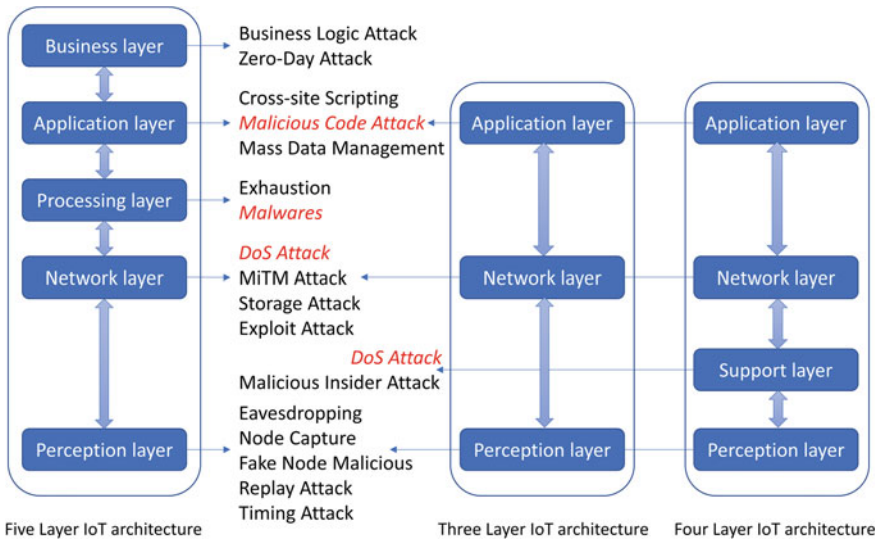 Business layer
Business Logic Attack
Zero-Day Attack
Application layer
Cross-site Scripting
Malicious Code Attack
Mass Data Management
Application layer
Application layer
Processing layer
Exhaustion
Malwares
Network layer
DoS Attack
MiTM Attack
Storage Attack
Exploit Attack
Network layer
Network layer
DoS Attack
Malicious Insider Attack
Support layer
Perception layer
Eavesdropping
Node Capture
Fake Node Malicious
Replay Attack
Timing Attack
Perception layer
Perception layer
Five Layer IoT architecture
Three Layer IoT architecture
Four Layer IoT architecture